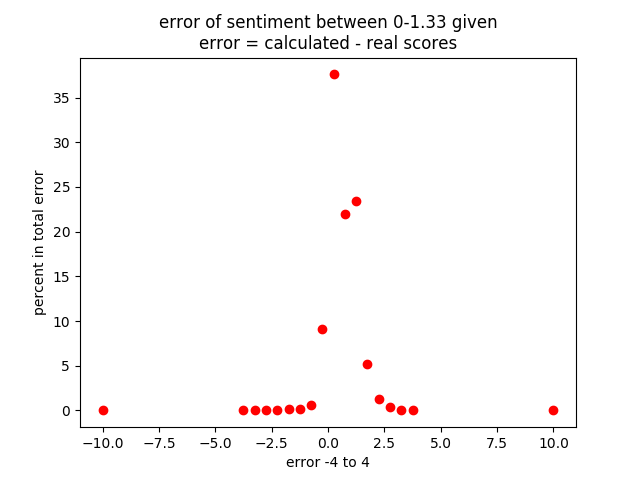 error of sentiment between 0-1.33 given
error = calculated - real scores
35
30
25
20
15
10
5
0
percent in total error
−10.0 −7.5 −5.0 −2.5 0.0 2.5 5.0 7.5 10.0
error -4 to 4